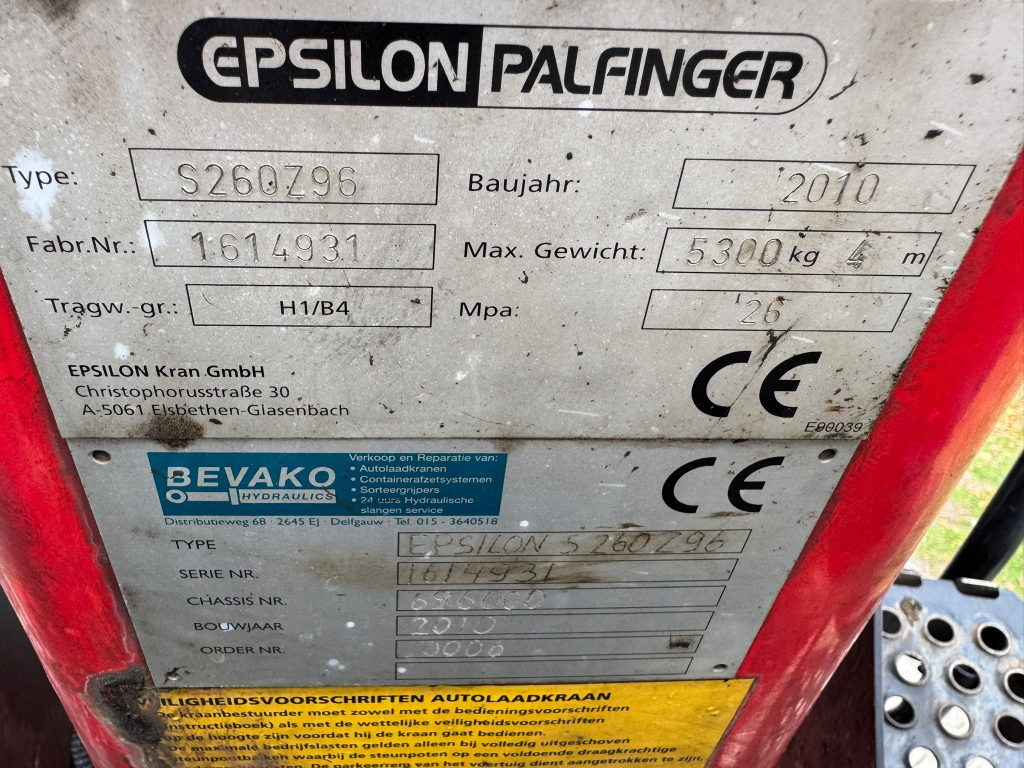 EPSILON PALFINGER
Type: S260Z96 Baujahr: 2010
Fabr.Nr.: 1614931 Max. Gewicht: 5300 kg 4 m
Tragw.-gr.: H1/B4 Mpa: 26
EPSILON Kran GmbH
Christophorusstraße 30
A-5061 Elsbethen-Glasenbach
CE
E90039
BEVAKO
HYDRAULICS
Verkoop en Reparatie van:
• Autolaadkranen
• Containerafzetsystemen
• Sorteergrijpers
• 24 uurs Hydraulische
slangen service
CE
Distributieweg 68 · 2645 EJ · Delfgauw · Tel. 015 - 3640518
TYPE EPSILON S260Z96
SERIE NR. 1614931
CHASSIS NR. 696000
BOUWJAAR 2010
ORDER NR.
VEILIGHEIDSVOORSCHRIFTEN AUTOLAADKRAAN
De kraanbestuurder moet zowel met de bedieningsvoorschriften
als met de wettelijke veiligheidsvoorschriften
op de hoogte zijn voordat hij de kraan gaat bedienen.
De maximale bedrijfslasten gelden alleen bij volledig uitgeschoven
waarbij de steunpoten op een voldoende draagkrachtige
De parkeerrem van het voertuig dient aangetrokken te zijn.